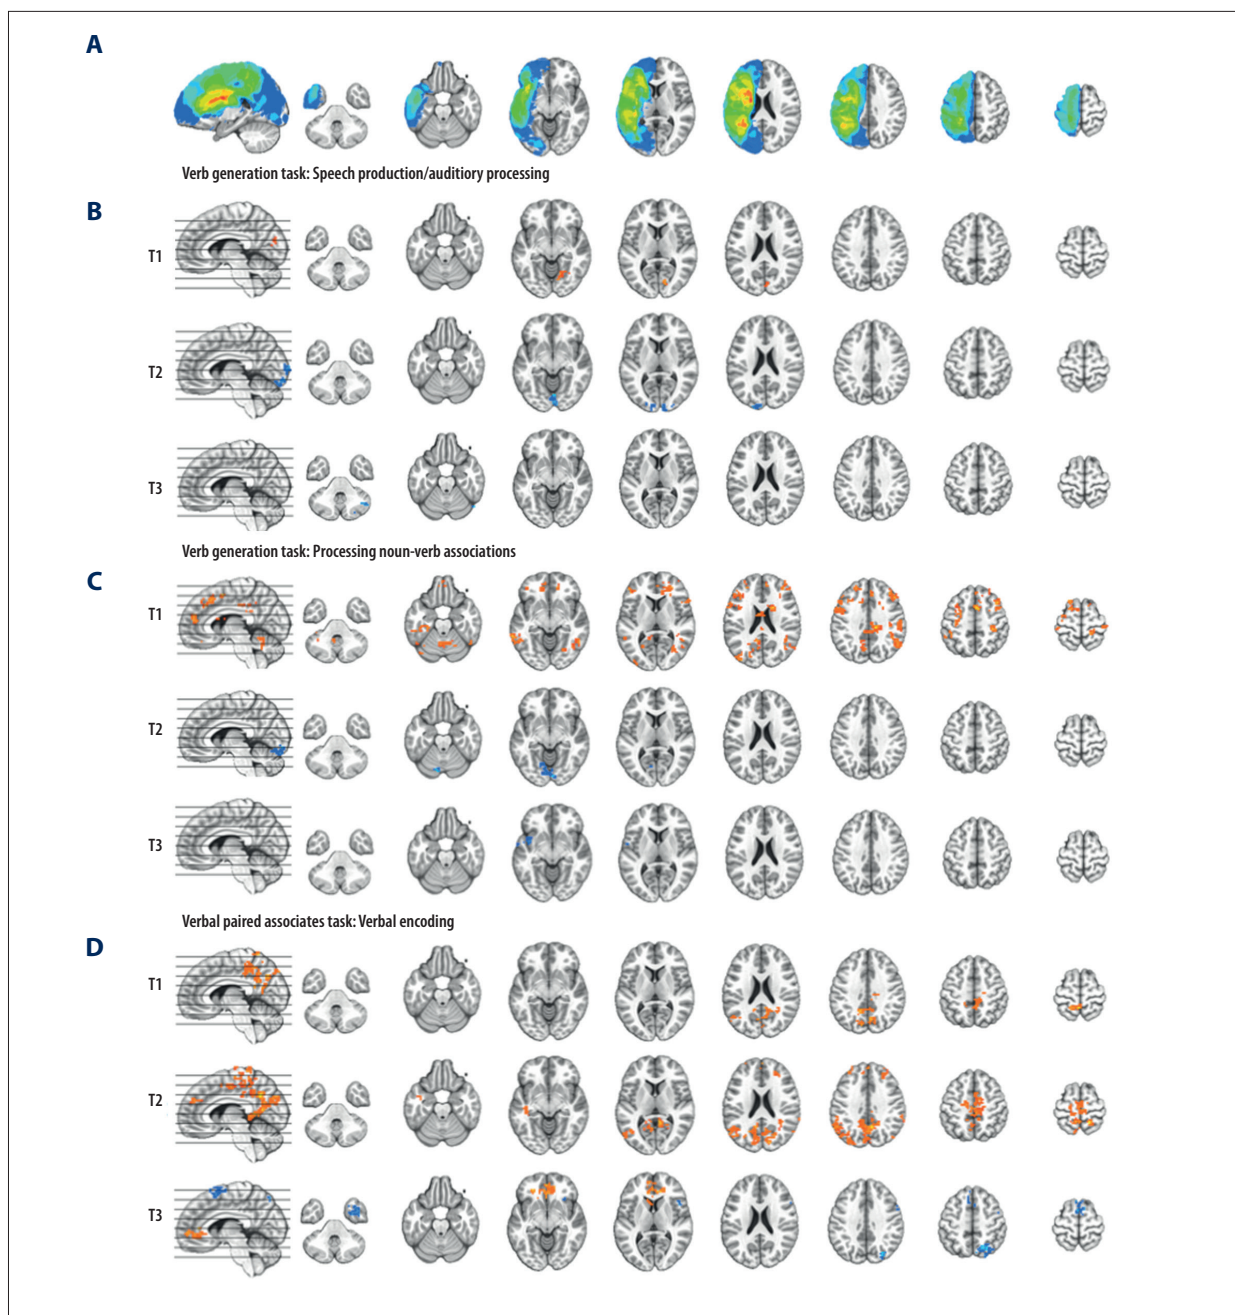 A
Verb generation task: Speech production/auditiory processing
B
T1
T2
T3
Verb generation task: Processing noun-verb associations
C
T1
T2
T3
Verbal paired associates task: Verbal encoding
D
T1
T2
T3